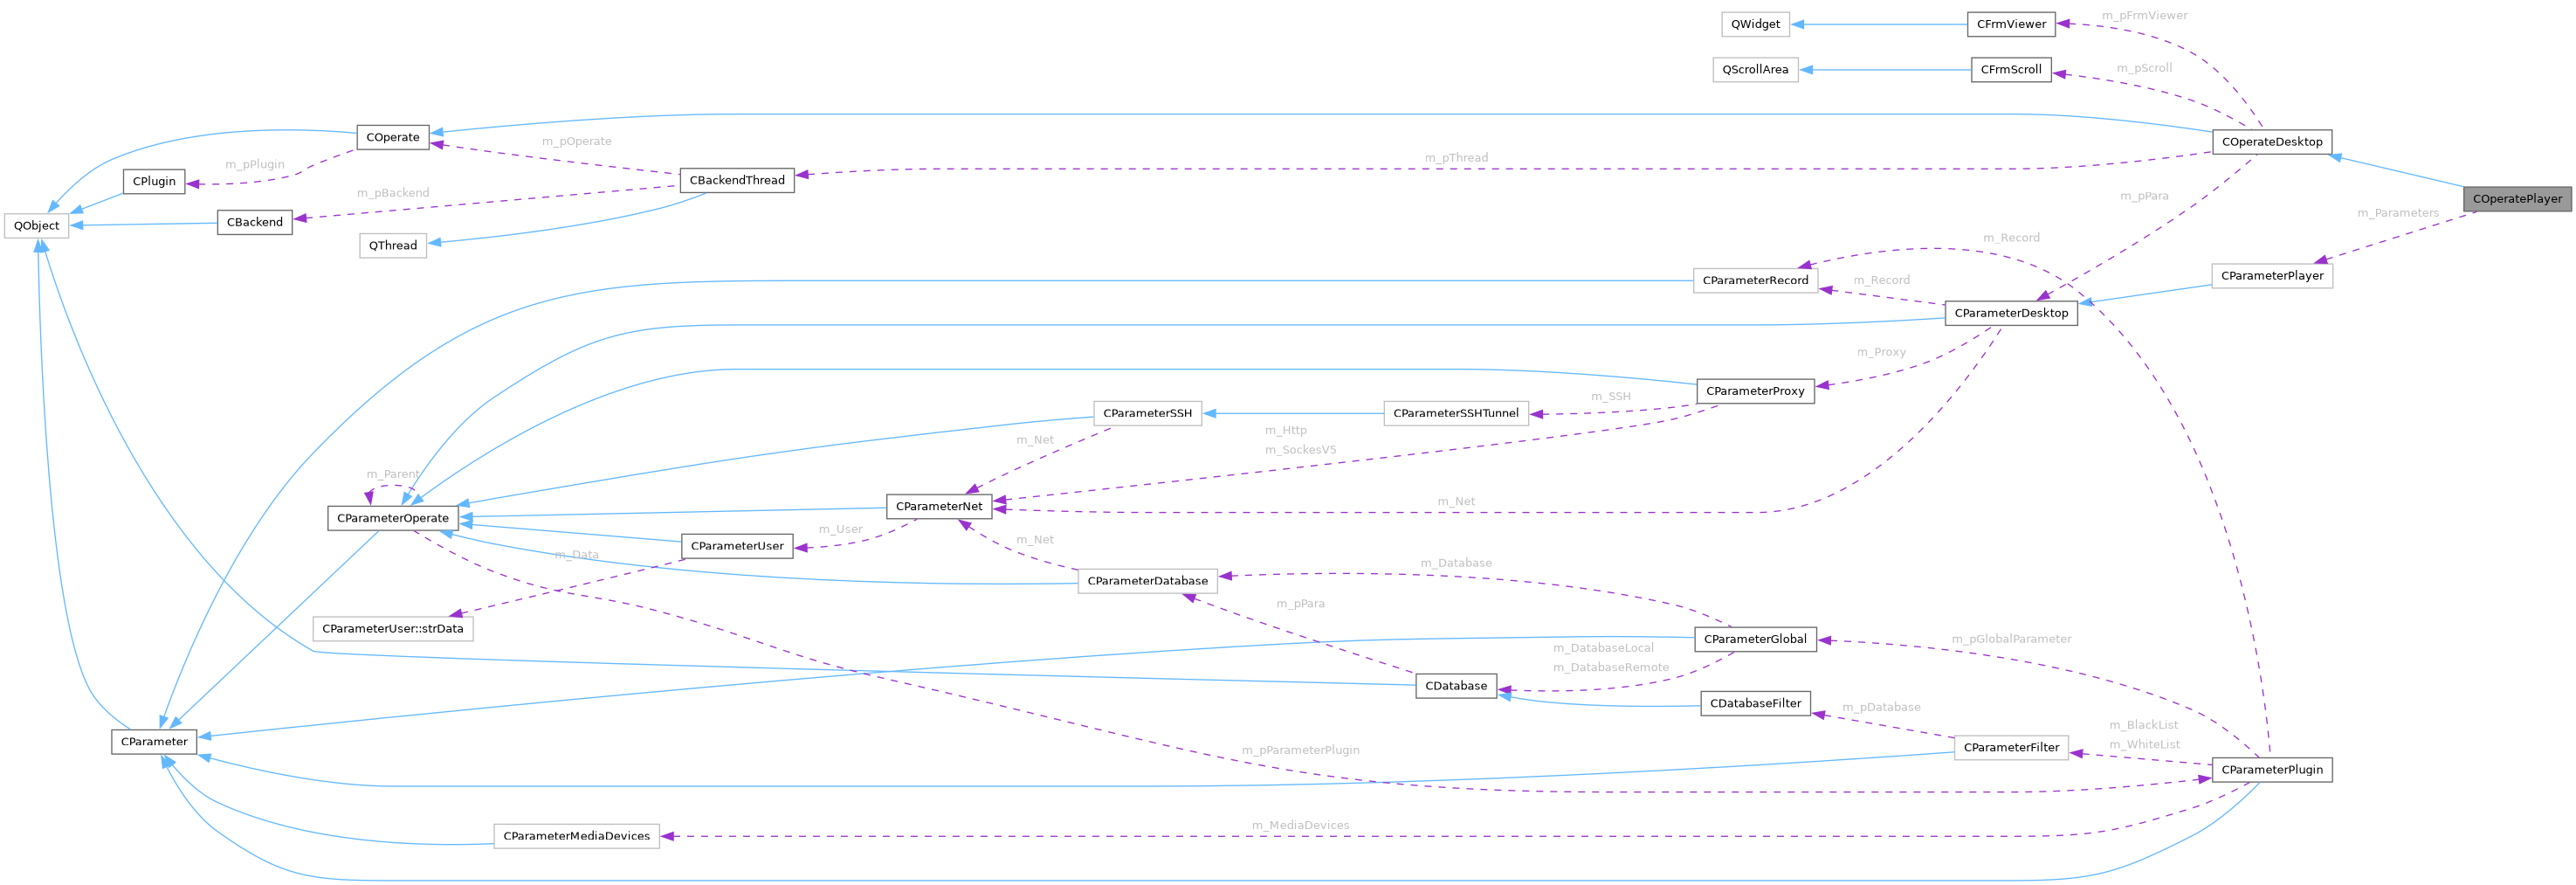 m_pFrmViewer
QWidget
CFrmViewer
m_pScroll
QScrollArea
CFrmScroll
COperate
m_pOperate
COperateDesktop
m_pThread
m_pPlugin
CPlugin
CBackendThread
m_pBackend
m_pPara
COperatePlayer
m_Parameters
CBackend
QObject
QThread
m_Record
CParameterRecord
m_Record
CParameterPlayer
CParameterDesktop
m_Proxy
CParameterProxy
m_SSH
CParameterSSH
CParameterSSHTunnel
m_Net
m_Http
m_SockesV5
m_Parent
CParameterOperate
CParameterNet
m_Net
m_User
CParameterUser
m_Net
m_Data
CParameterDatabase
m_Database
m_pPara
CParameterUser::strData
CParameterGlobal
m_pGlobalParameter
m_DatabaseLocal
m_DatabaseRemote
CDatabase
CDatabaseFilter
m_pDatabase
m_BlackList
m_WhiteList
CParameter
m_pParameterPlugin
CParameterFilter
CParameterPlugin
m_MediaDevices
CParameterMediaDevices